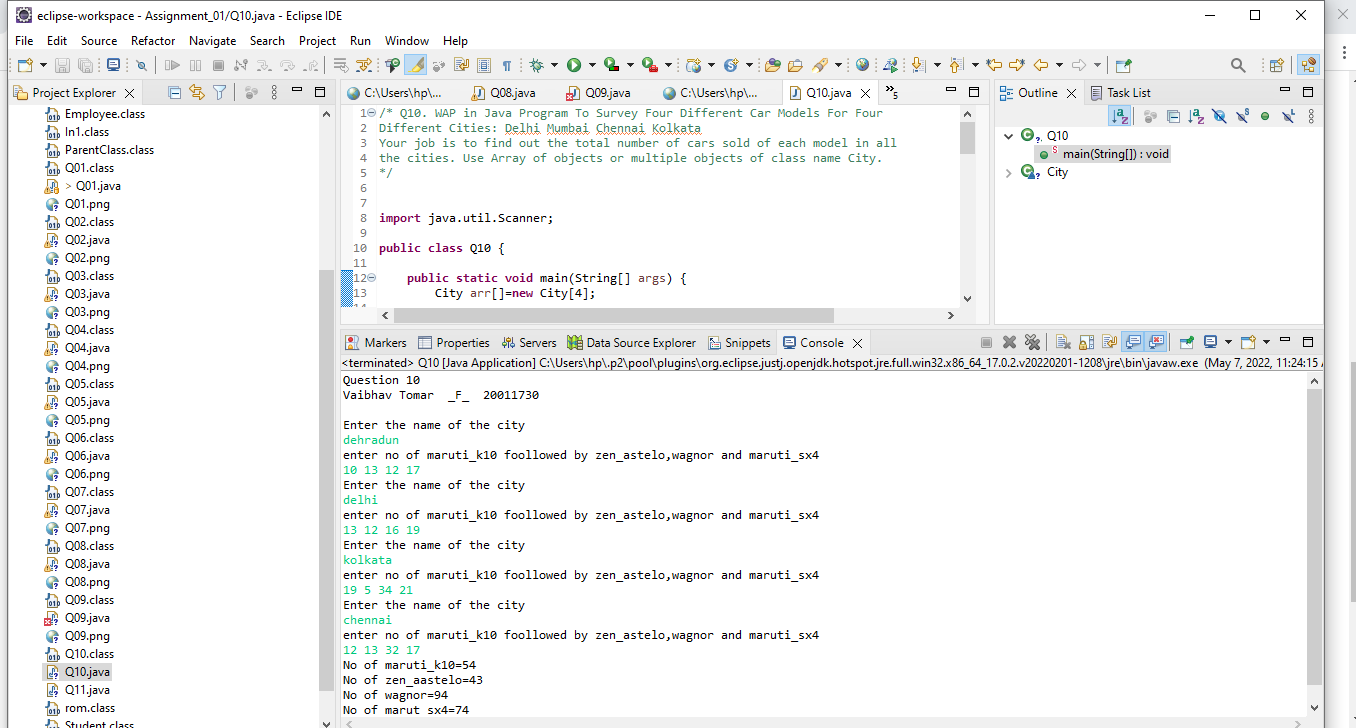 eclipse-workspace - Assignment_01/Q10.java - Eclipse IDE
File Edit Source Refactor Navigate Search Project Run Window Help
Project Explorer
Employee.class
In1.class
ParentClass.class
Q01.class
> Q01.java
Q01.png
Q02.class
Q02.java
Q02.png
Q03.class
Q03.java
Q03.png
Q04.class
Q04.java
Q04.png
Q05.class
Q05.java
Q05.png
Q06.class
Q06.java
Q06.png
Q07.class
Q07.java
Q07.png
Q08.class
Q08.java
Q08.png
Q09.class
Q09.java
Q09.png
Q10.class
Q10.java
Q11.java
rom.class
Student.class
C:\Users\hp\... Q08.java Q09.java C:\Users\hp\... Q10.java »5
1 /* Q10. WAP in Java Program To Survey Four Different Car Models For Four
2 Different Cities: Delhi Mumbai Chennai Kolkata
3 Your job is to find out the total number of cars sold of each model in all
4 the cities. Use Array of objects or multiple objects of class name City.
5 */
6
7
8 import java.util.Scanner;
9
10 public class Q10 {
11
12 public static void main(String[] args) {
13 City arr[]=new City[4];
Outline Task List
Q10
main(String[]) : void
City
Markers Properties Servers Data Source Explorer Snippets Console
<terminated> Q10 [Java Application] C:\Users\hp\.p2\pool\plugins\org.eclipse.justj.openjdk.hotspot.jre.full.win32.x86_64_17.0.2.v20220201-1208\jre\bin\javaw.exe (May 7, 2022, 11:24:15
Question 10
Vaibhav Tomar _F_ 20011730
Enter the name of the city
dehradun
enter no of maruti_k10 foollowed by zen_astelo,wagnor and maruti_sx4
10 13 12 17
Enter the name of the city
delhi
enter no of maruti_k10 foollowed by zen_astelo,wagnor and maruti_sx4
13 12 16 19
Enter the name of the city
kolkata
enter no of maruti_k10 foollowed by zen_astelo,wagnor and maruti_sx4
19 5 34 21
Enter the name of the city
chennai
enter no of maruti_k10 foollowed by zen_astelo,wagnor and maruti_sx4
12 13 32 17
No of maruti_k10=54
No of zen_aastelo=43
No of wagnor=94
No of marut sx4=74